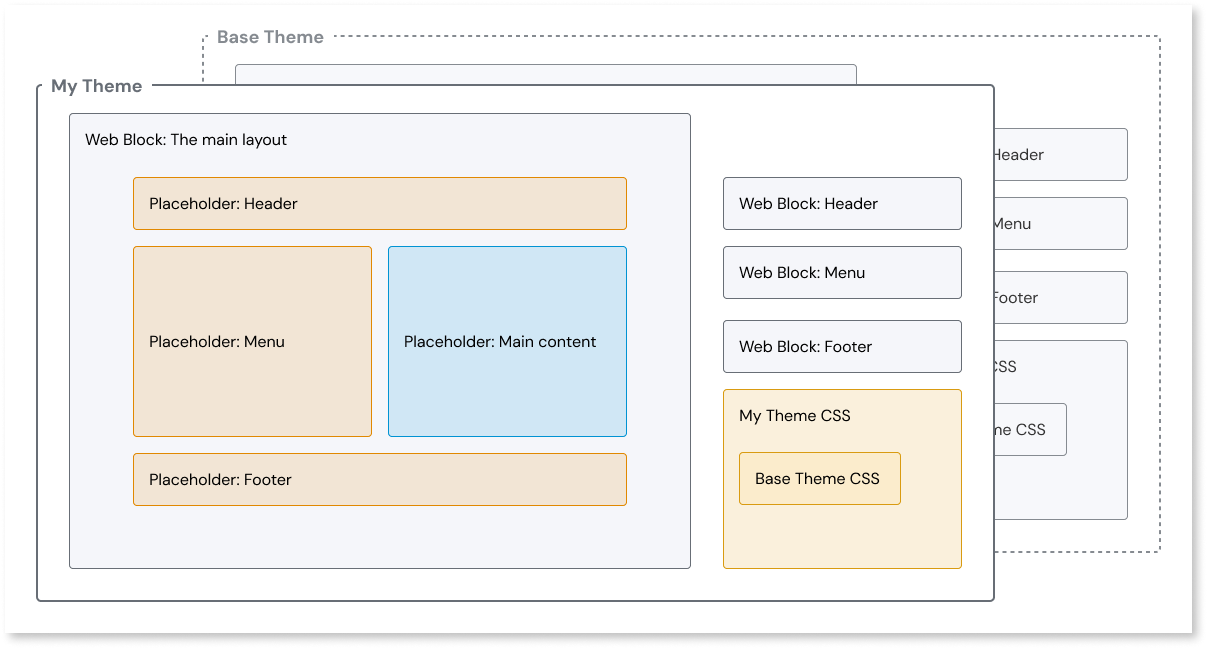 Base Theme
My Theme
Web Block: The main layout
Placeholder: Header
Placeholder: Menu
Placeholder: Main content
Placeholder: Footer
Web Block: Header
Web Block: Menu
Web Block: Footer
My Theme CSS
Base Theme CSS
Header
Menu
Footer
CSS
CSS